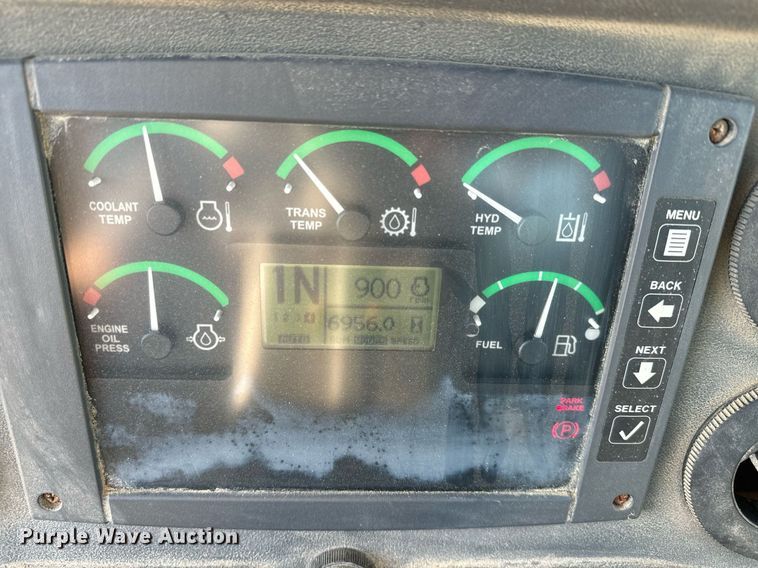 COOLANT
TEMP
TRANS
TEMP
HYD
TEMP
MENU
BACK
NEXT
SELECT
ENGINE
OIL
PRESS
1N
900
rpm
6956.0 H
FUEL
PARK
BRAKE
P
Purple Wave Auction